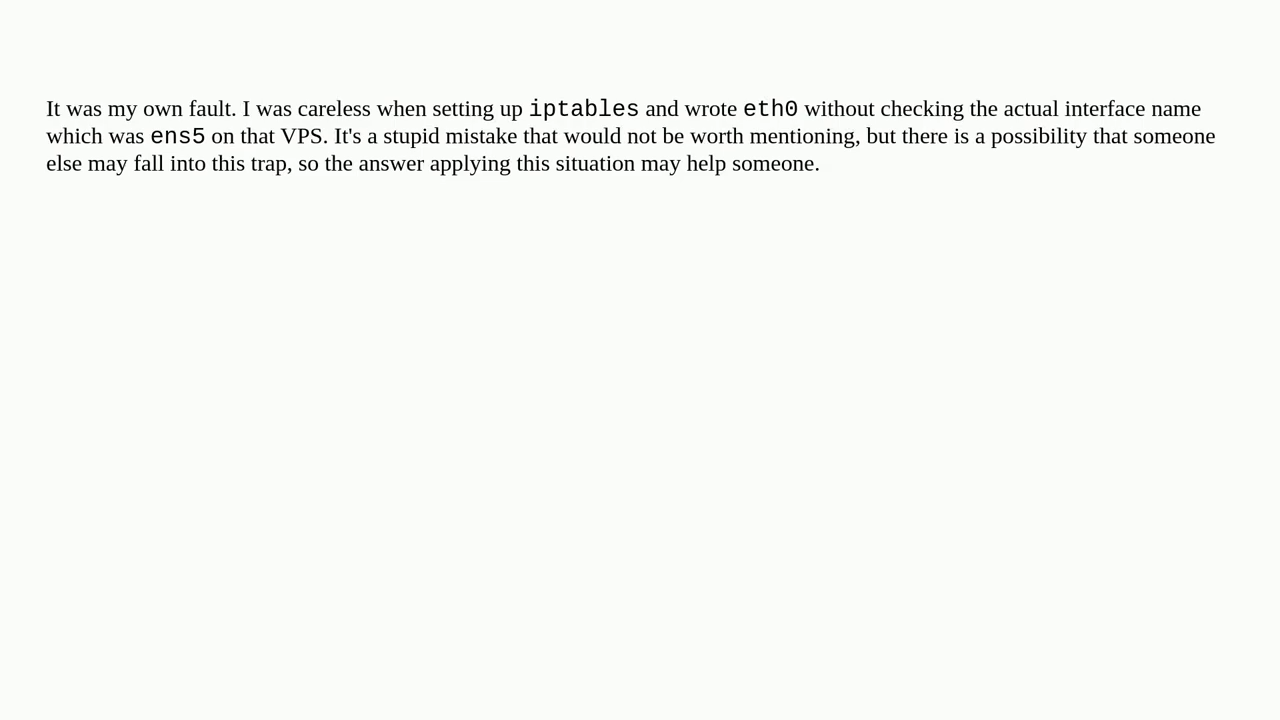 It was my own fault. I was careless when setting up iptables and wrote eth0 without checking the actual interface name
which was ens5 on that VPS. It's a stupid mistake that would not be worth mentioning, but there is a possibility that someone
else may fall into this trap, so the answer applying this situation may help someone.